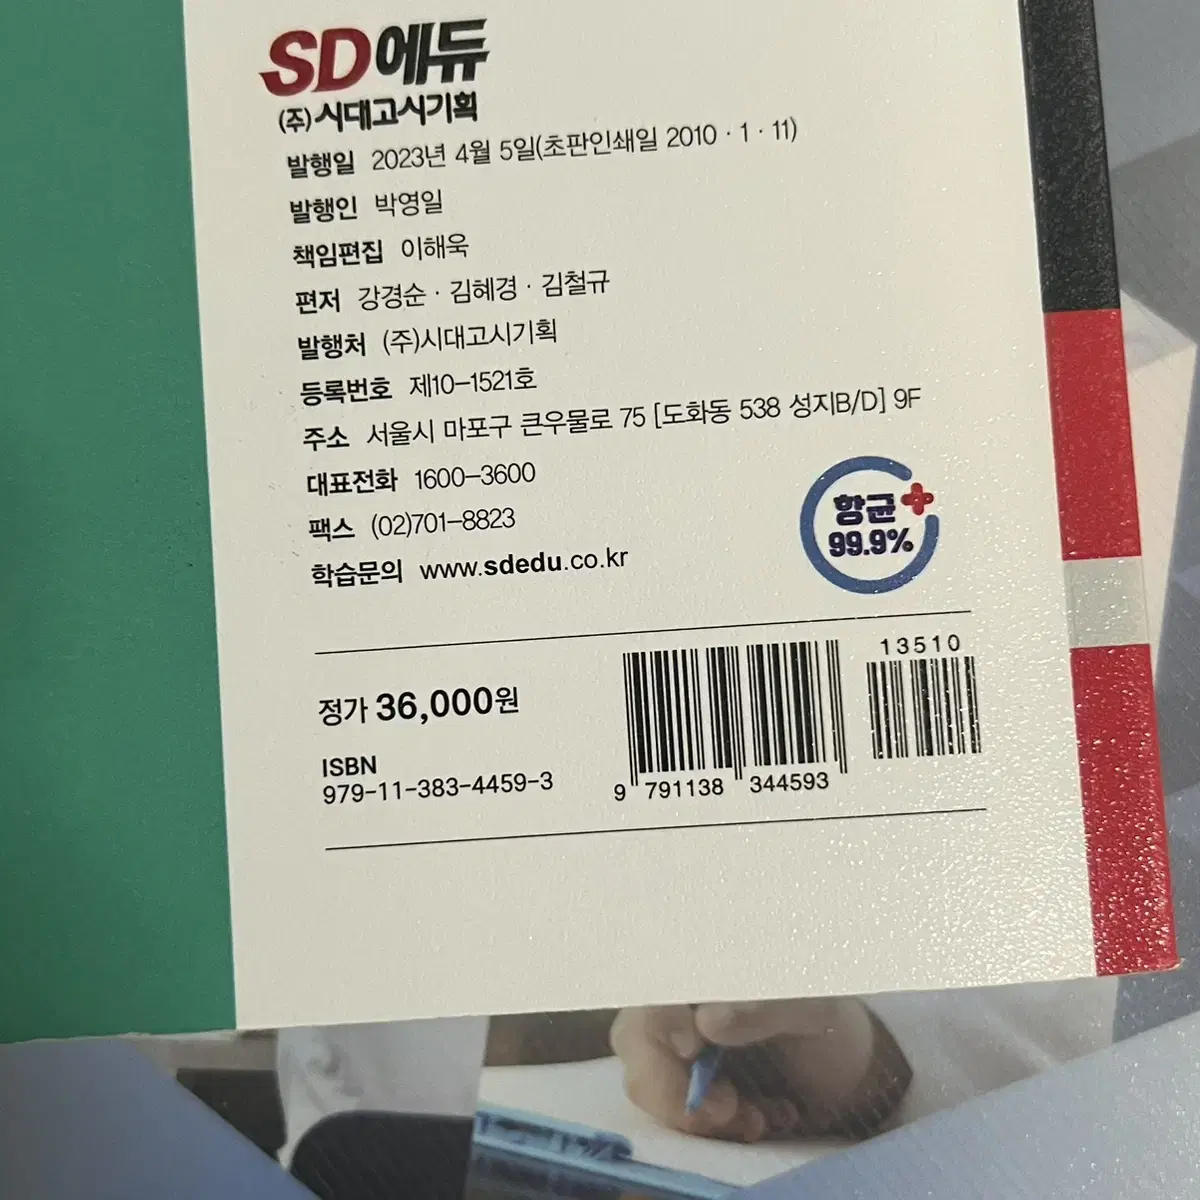 SD에듀
(주)시대고시기획
발행일 2023년 4월 5일(초판인쇄일 2010 · 1 · 11)
발행인 박영일
책임편집 이해욱
편저 강경순 · 김혜경 · 김철규
발행처 (주)시대고시기획
등록번호 제10-1521호
주소 서울시 마포구 큰우물로 75 [도화동 538 성지B/D] 9F
대표전화 1600-3600
팩스 (02)701-8823
학습문의 www.sdedu.co.kr
항균+
99.9%
정가 36,000원
ISBN
979-11-383-4459-3
13510
9 791138 344593